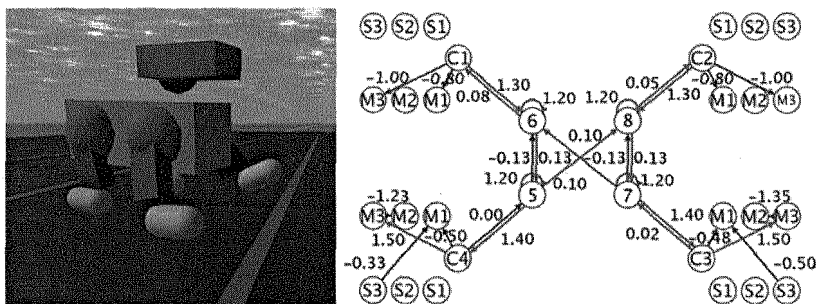 S3 S2 S1 S1 S2 S3
C1 C2
-1.00 -0.80 1.30 0.05 -0.80 -1.00
M3 M2 M1 0.08 1.20 1.20 1.30 M1 M2 M3
6 8
0.10
-0.13 0.13 -0.13 0.13
1.20 0.10 1.20
5 7
-1.23 -1.35
M3 M2 M1 0.00 1.40 M1 M2 M3
1.50 -0.50 1.40 0.02 -0.48 1.50
C4 C3
-0.33 -0.50
S3 S2 S1 S1 S2 S3